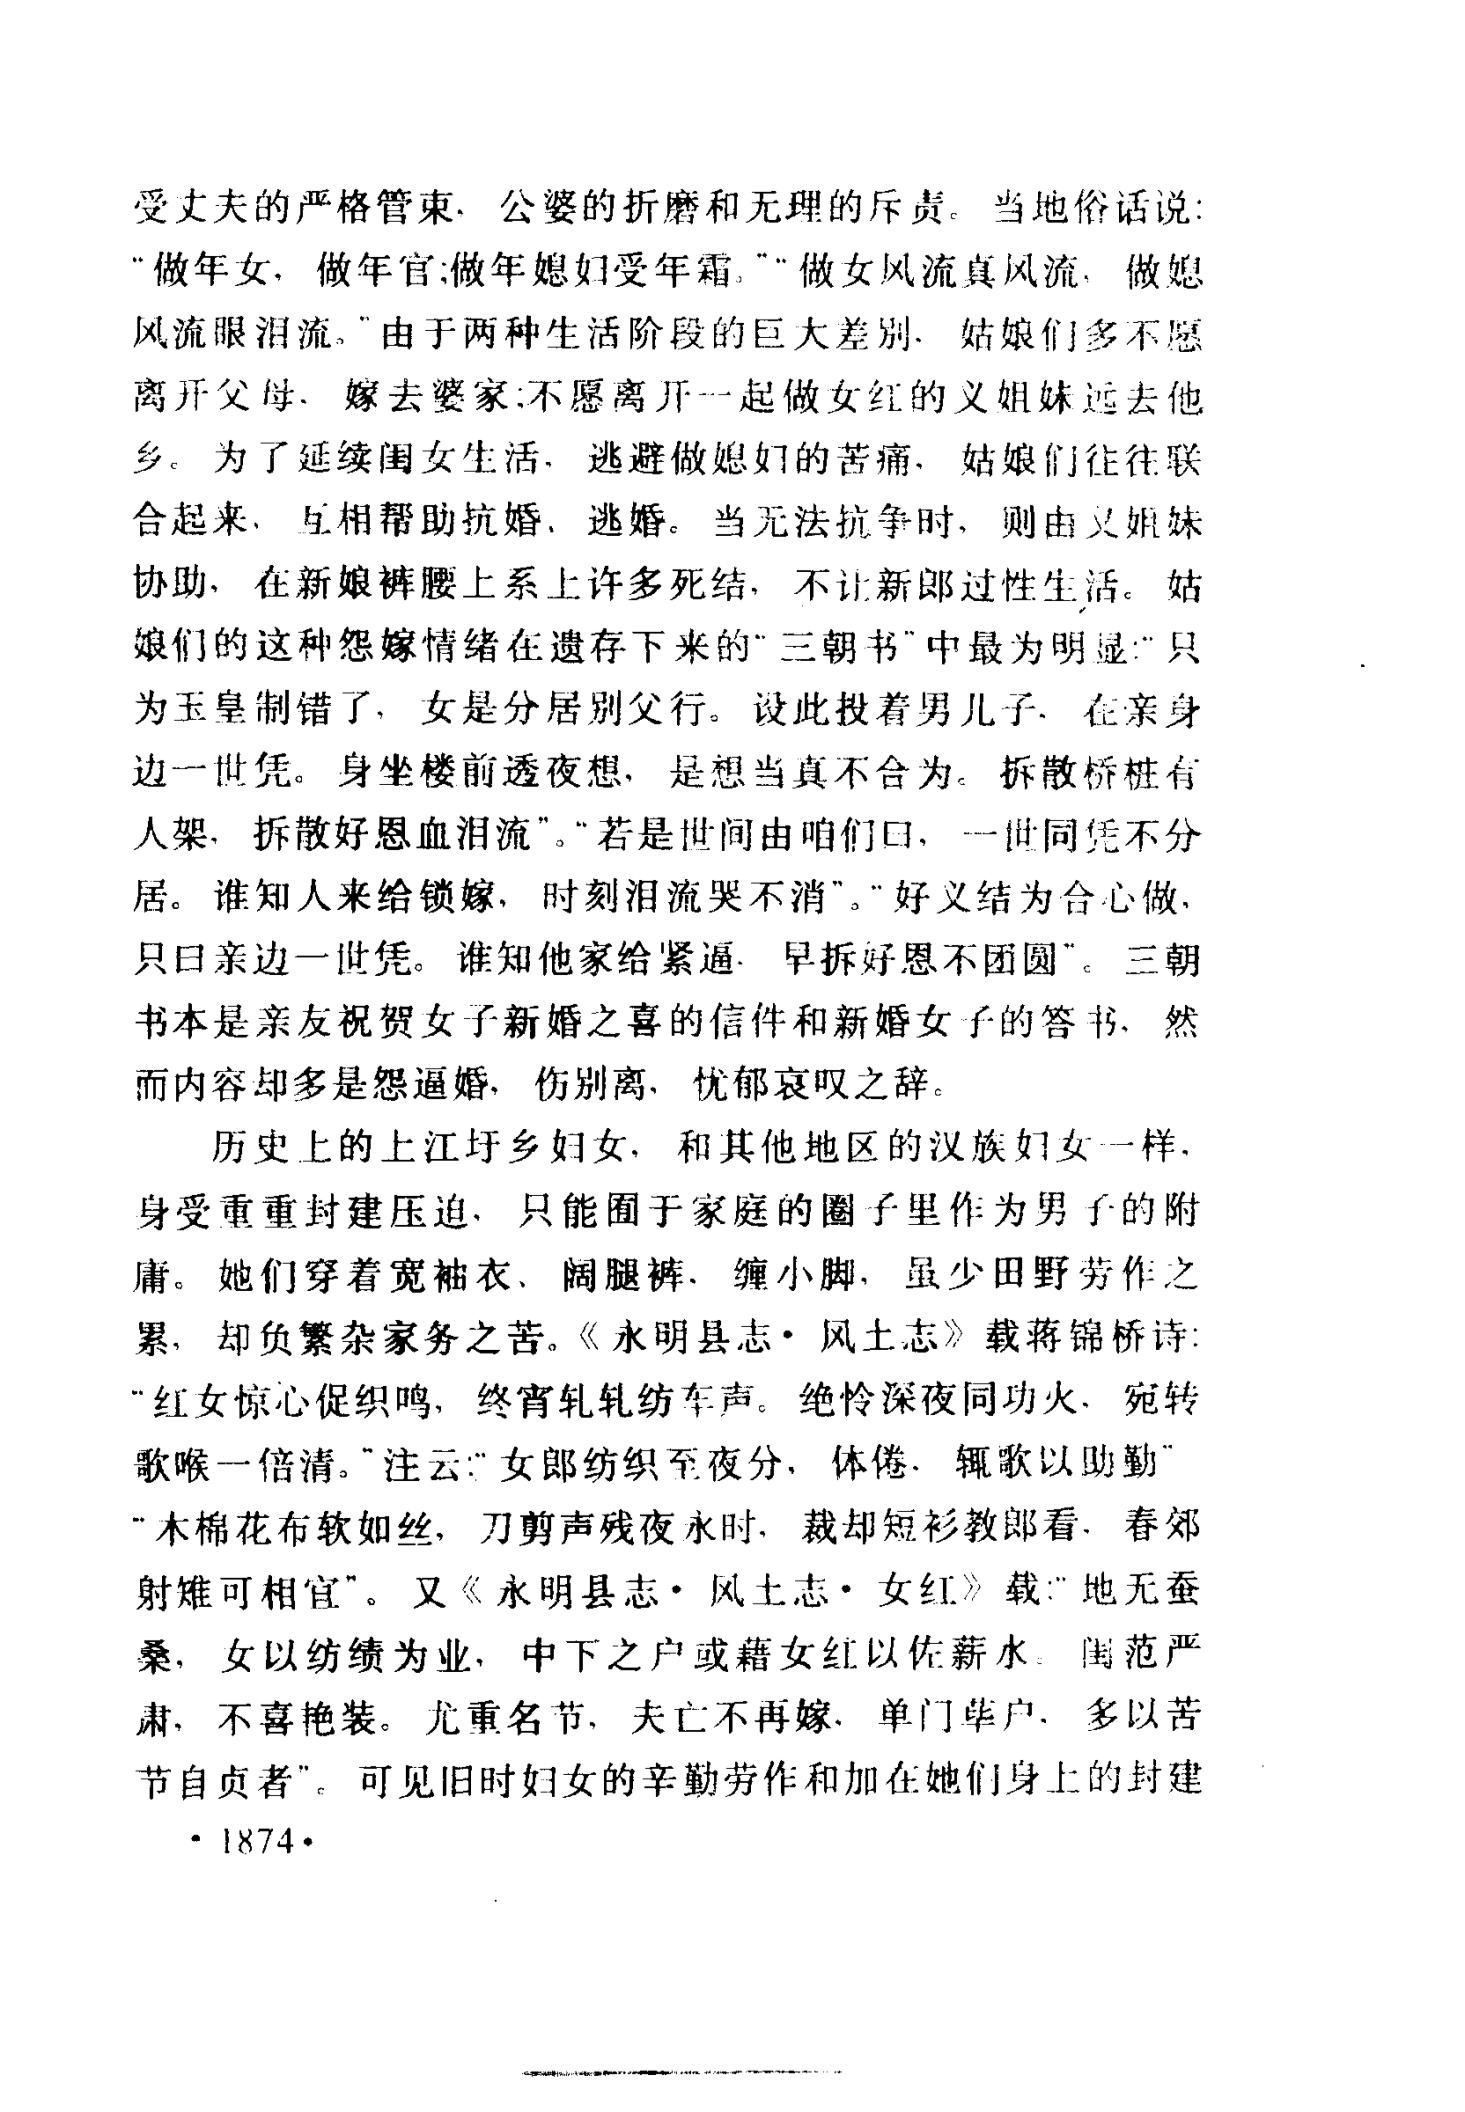 受丈夫的严格管束，公婆的折磨和无理的斥责。当地俗话说：
“做年女，做年官；做年媳妇受年霜。”“做女风流真风流，做媳
风流眼泪流。”由于两种生活阶段的巨大差别，姑娘们多不愿
离开父母，嫁去婆家；不愿离开一起做女红的义姐妹远去他
乡。为了延续闺女生活，逃避做媳妇的苦痛，姑娘们往往联
合起来，互相帮助抗婚、逃婚。当无法抗争时，则由义姐妹
协助，在新娘裤腰上系上许多死结，不让新郎过性生活。姑
娘们的这种怨嫁情绪在遗存下来的“三朝书”中最为明显：“只
为玉皇制错了，女是分居别父行。设此投着男儿子，在亲身
边一世凭。身坐楼前透夜想，是想当真不合为。拆散桥桩有
人架，拆散好恩血泪流”。“若是世间由咱们曰，一世同凭不分
居。谁知人来给锁嫁，时刻泪流哭不消”。“好义结为合心做，
只曰亲边一世凭。谁知他家给紧逼，早拆好恩不团圆”。三朝
书本是亲友祝贺女子新婚之喜的信件和新婚女子的答书，然
而内容却多是怨逼婚，伤别离，忧郁哀叹之辞。
历史上的上江圩乡妇女，和其他地区的汉族妇女一样，
身受重重封建压迫，只能囿于家庭的圈子里作为男子的附
庸。她们穿着宽袖衣、阔腿裤，缠小脚，虽少田野劳作之
累，却负繁杂家务之苦。《永明县志·风土志》载蒋锦桥诗：
“红女惊心促织鸣，终宵轧轧纺车声。绝怜深夜同功火，宛转
歌喉一倍清。”注云：“女郎纺织至夜分，体倦，辄歌以助勤”
“木棉花布软如丝，刀剪声残夜永时，裁却短衫教郎看，春郊
射雉可相宜”。又《永明县志·风土志·女红》载：“地无蚕
桑，女以纺绩为业，中下之户或藉女红以佐薪水。闺范严
肃，不喜艳装。尤重名节，夫亡不再嫁，单门荜户，多以苦
节自贞者”。可见旧时妇女的辛勤劳作和加在她们身上的封建
·1874·